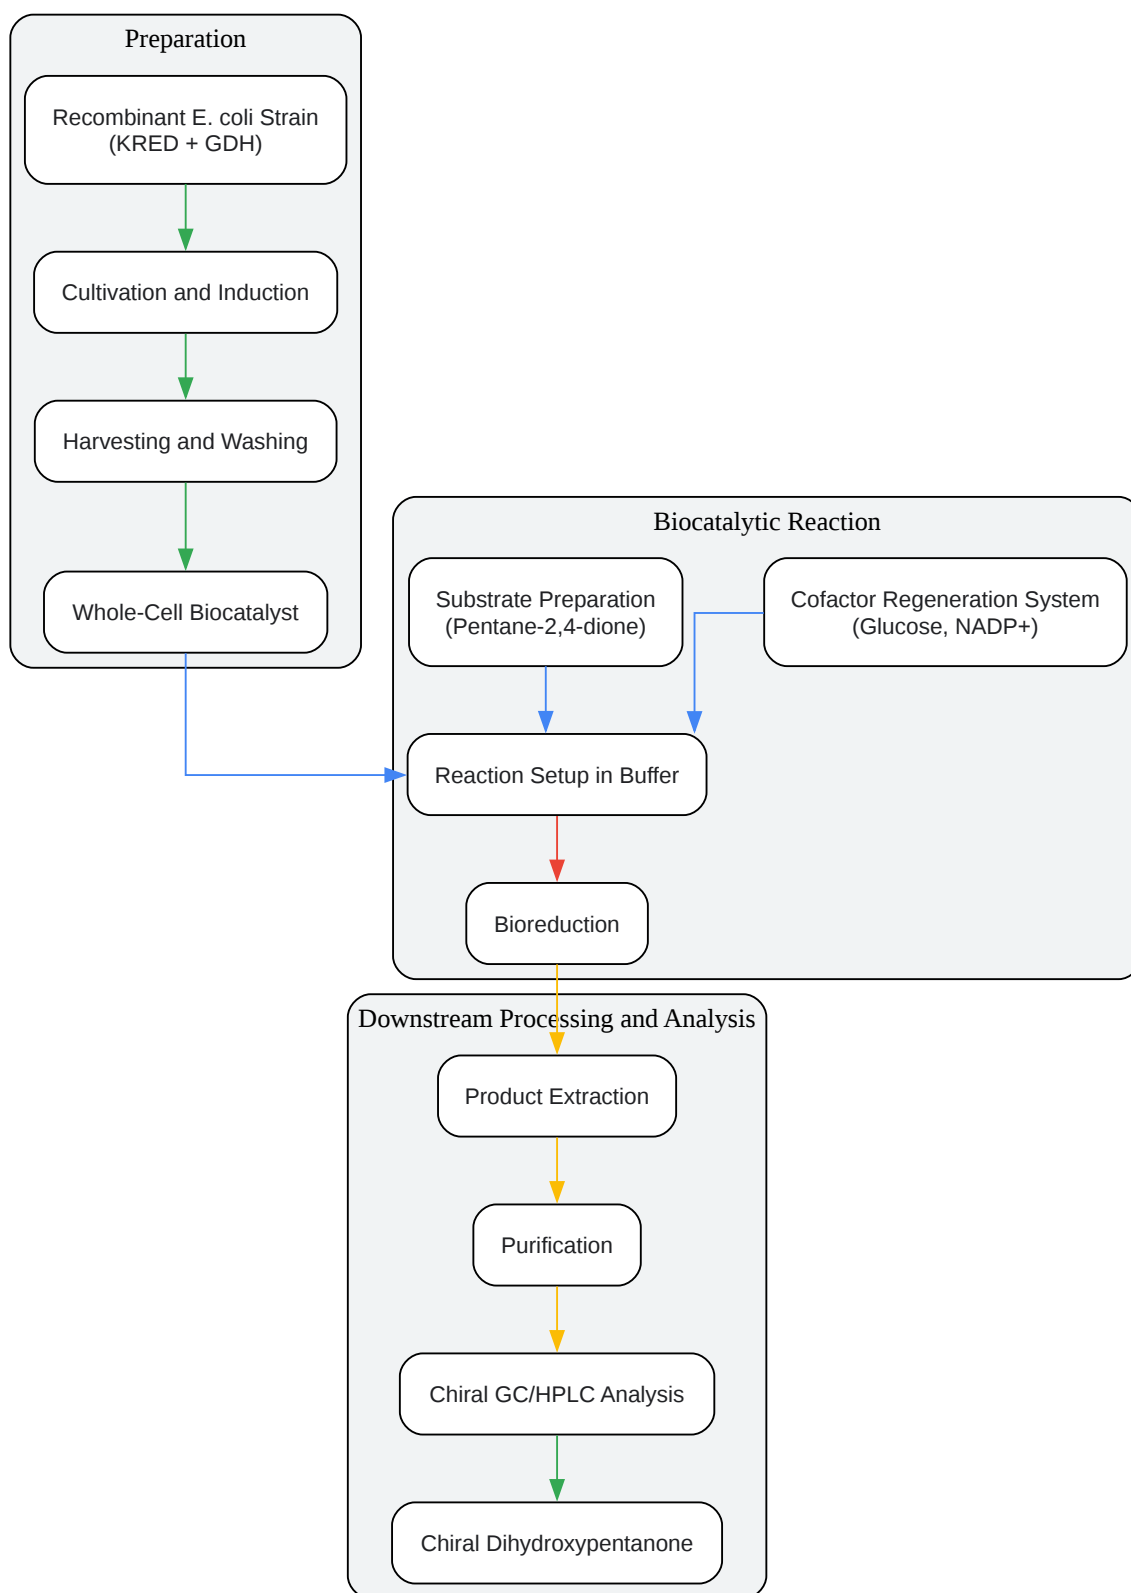 Preparation
Recombinant E. coli Strain
(KRED + GDH)
Cultivation and Induction
Harvesting and Washing
Whole-Cell Biocatalyst
Biocatalytic Reaction
Substrate Preparation
(Pentane-2,4-dione)
Cofactor Regeneration System
(Glucose, NADP+)
Reaction Setup in Buffer
Bioreduction
Downstream Processing and Analysis
Product Extraction
Purification
Chiral GC/HPLC Analysis
Chiral Dihydroxypentanone